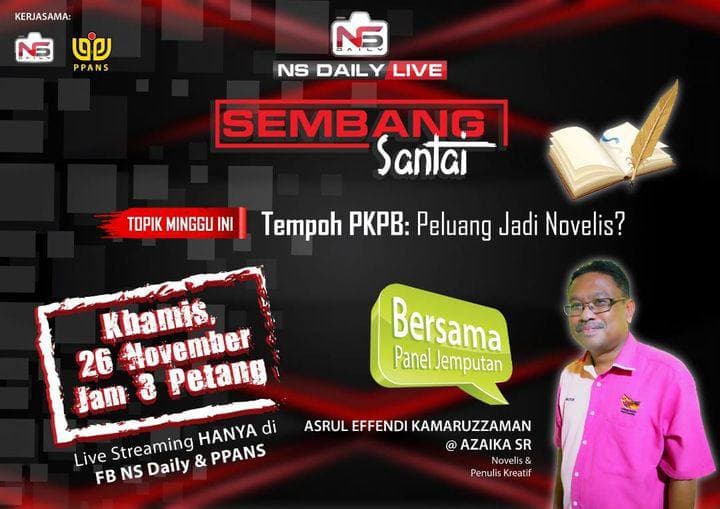 KERJASAMA:
NS
DAILY
PPANS
NS
DAILY
NS DAILY LIVE
SEMBANG
Santai
TOPIK MINGGU INI
Tempoh PKPB: Peluang Jadi Novelis?
Khamis,
26 November
Jam 3 Petang
Live Streaming HANYA di
FB NS Daily & PPANS
Bersama
Panel Jemputan
ASRUL EFFENDI KAMARUZZAMAN
@ AZAIKA SR
Novelis &
Penulis Kreatif